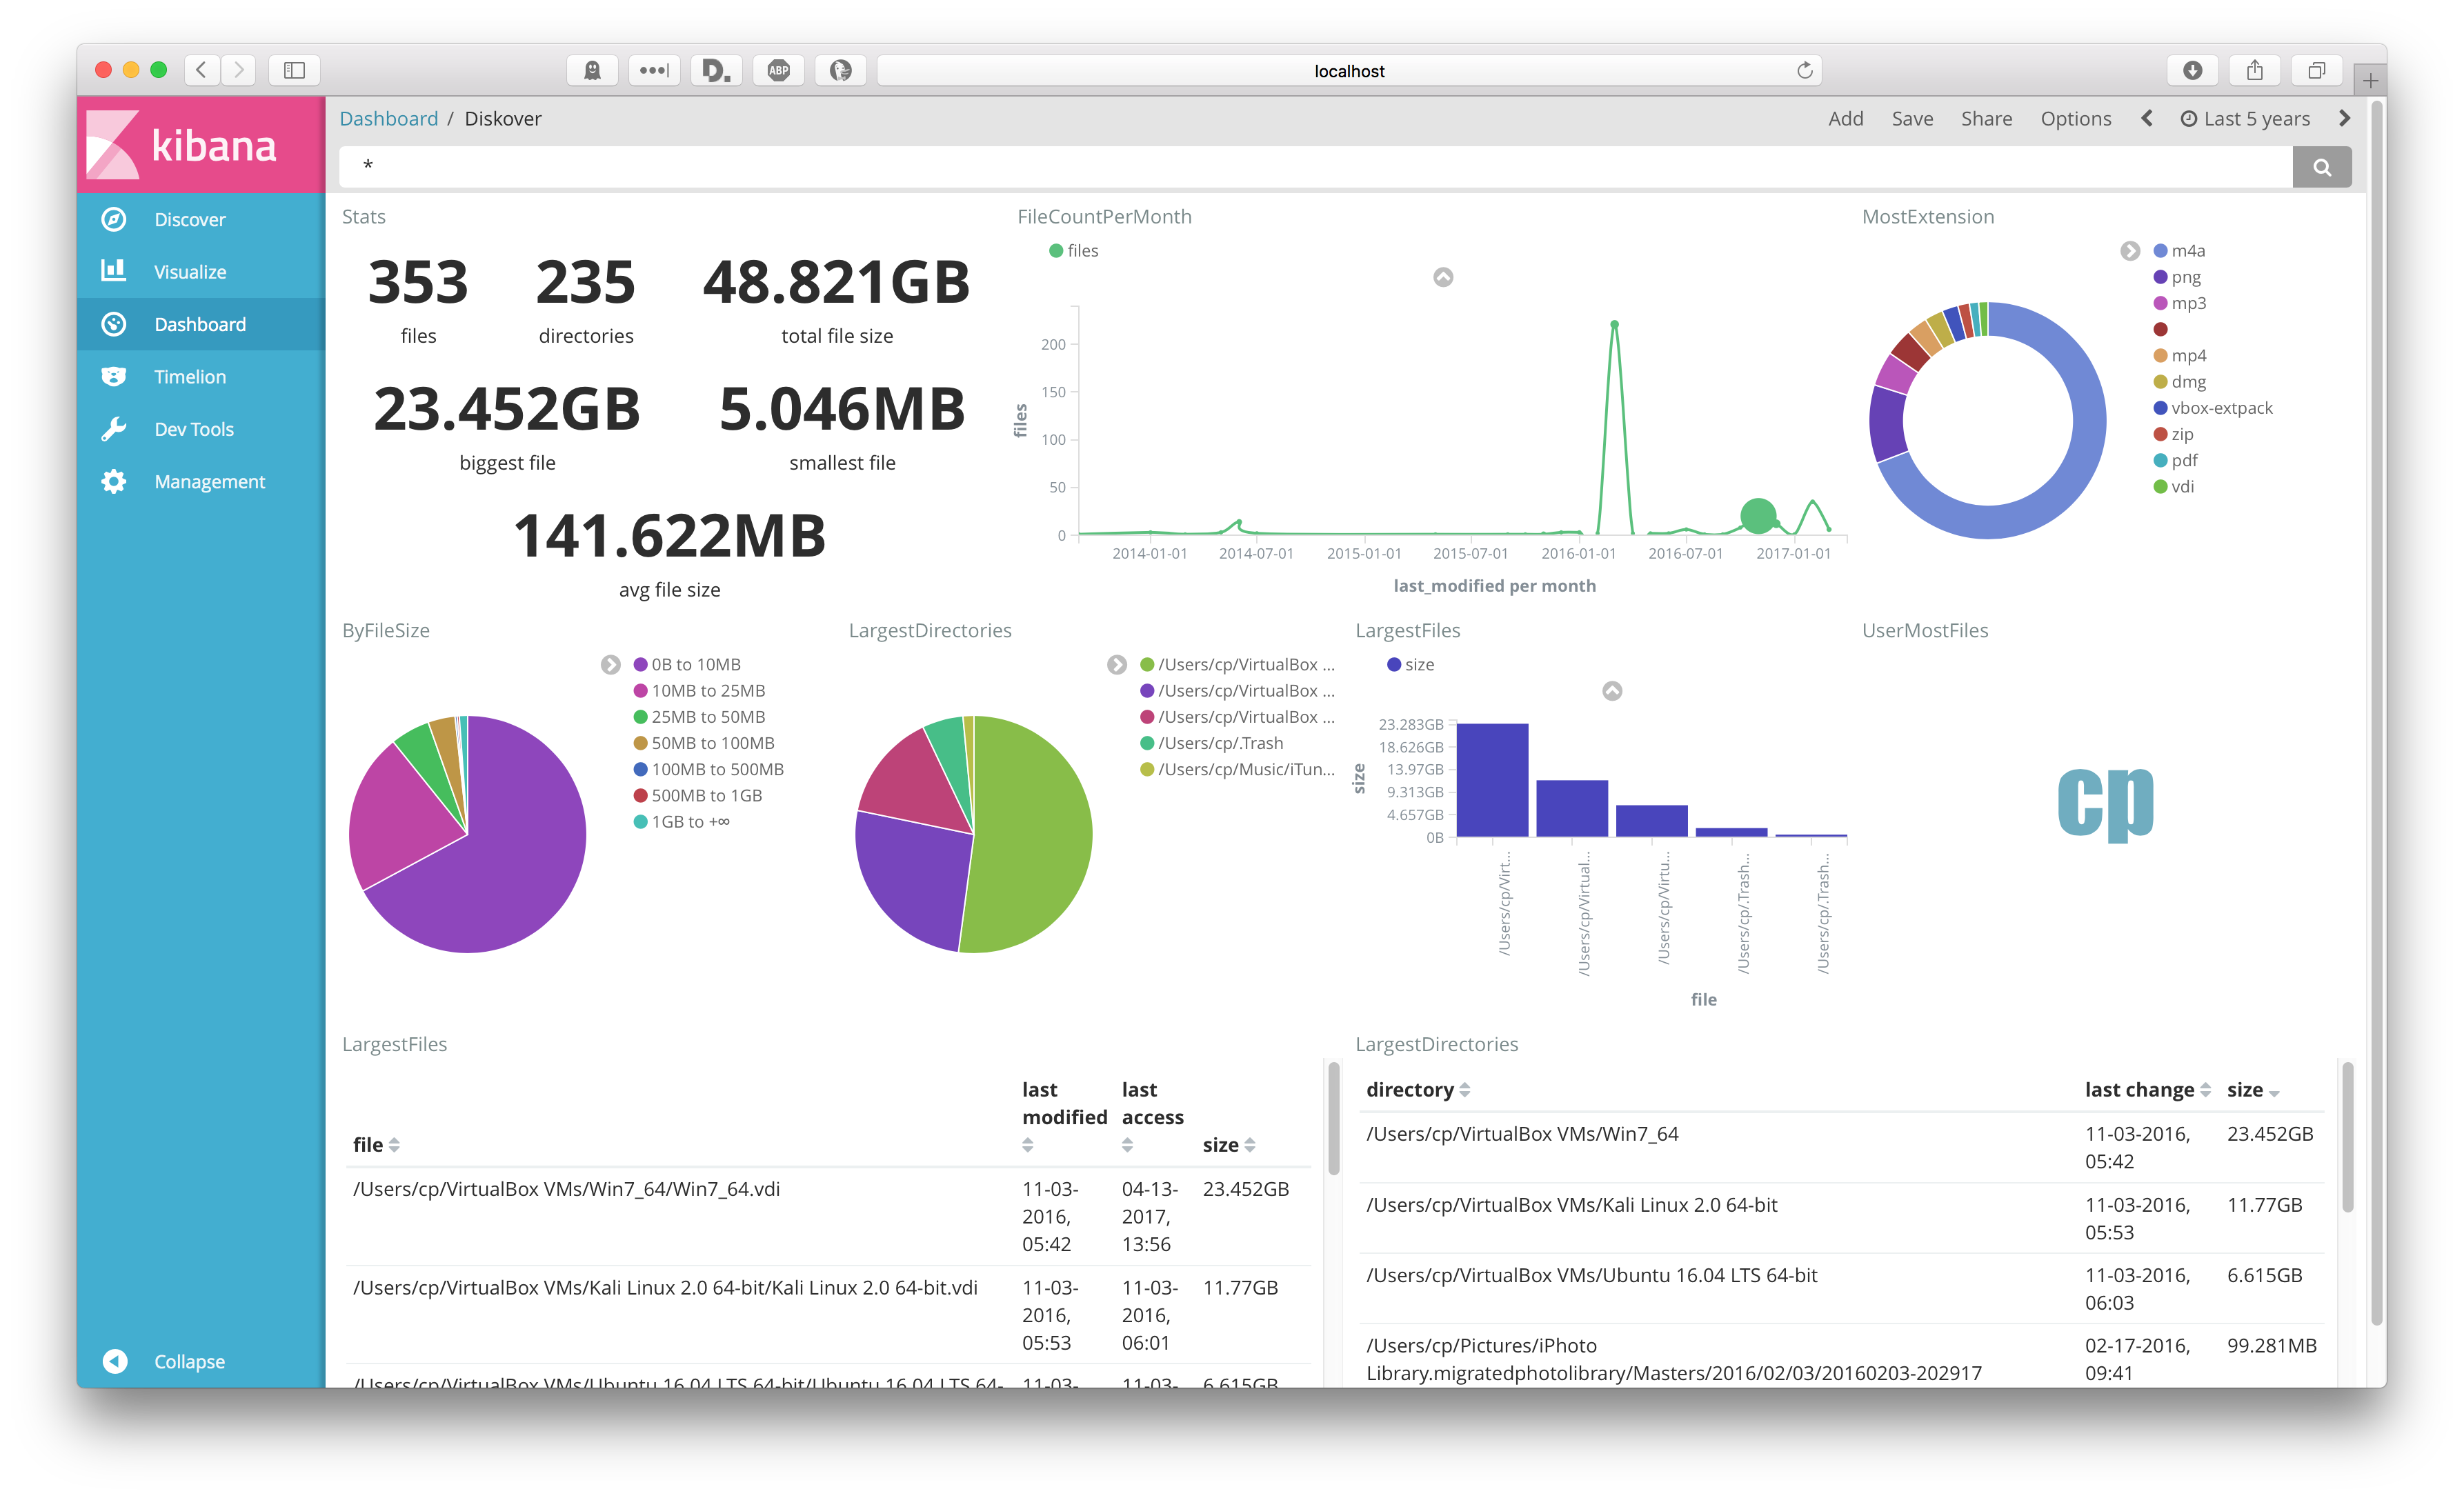 localhost
ABP
D.
kibana
Discover
Visualize
Dashboard
Timelion
Dev Tools
Management
Collapse
Dashboard / Diskover
Add Save Share Options Last 5 years
*
Stats
353 235 48.821GB
files directories total file size
23.452GB 5.046MB
biggest file smallest file
141.622MB
avg file size
FileCountPerMonth
files
files
200
150
100
50
0
2014-01-01 2014-07-01 2015-01-01 2015-07-01 2016-01-01 2016-07-01 2017-01-01
last_modified per month
MostExtension
m4a
png
mp3
mp4
dmg
vbox-extpack
zip
pdf
vdi
ByFileSize
0B to 10MB
10MB to 25MB
25MB to 50MB
50MB to 100MB
100MB to 500MB
500MB to 1GB
1GB to +∞
LargestDirectories
/Users/cp/VirtualBox ...
/Users/cp/VirtualBox ...
/Users/cp/VirtualBox ...
/Users/cp/.Trash
/Users/cp/Music/iTun...
LargestFiles
size
size
23.283GB
18.626GB
13.97GB
9.313GB
4.657GB
0B
/Users/cp/Virt...
/Users/cp/Virtual...
/Users/cp/Virtu...
/Users/cp/.Trash...
/Users/cp/.Trash...
file
UserMostFiles
cp
LargestFiles
file last modified last access size
/Users/cp/VirtualBox VMs/Win7_64/Win7_64.vdi 11-03- 04-13- 23.452GB
2016, 2017,
05:42 13:56
/Users/cp/VirtualBox VMs/Kali Linux 2.0 64-bit/Kali Linux 2.0 64-bit.vdi 11-03- 11-03- 11.77GB
2016, 2016,
05:53 06:01
/Users/cp/VirtualBox VMs/Ubuntu 16.04 LTS 64-bit/Ubuntu 16.04 LTS 64- 11-03- 11-03- 6.615GB
LargestDirectories
directory last change size
/Users/cp/VirtualBox VMs/Win7_64 11-03-2016, 23.452GB
05:42
/Users/cp/VirtualBox VMs/Kali Linux 2.0 64-bit 11-03-2016, 11.77GB
05:53
/Users/cp/VirtualBox VMs/Ubuntu 16.04 LTS 64-bit 11-03-2016, 6.615GB
06:03
/Users/cp/Pictures/iPhoto 02-17-2016, 99.281MB
Library.migratedphotolibrary/Masters/2016/02/03/20160203-202917 09:41